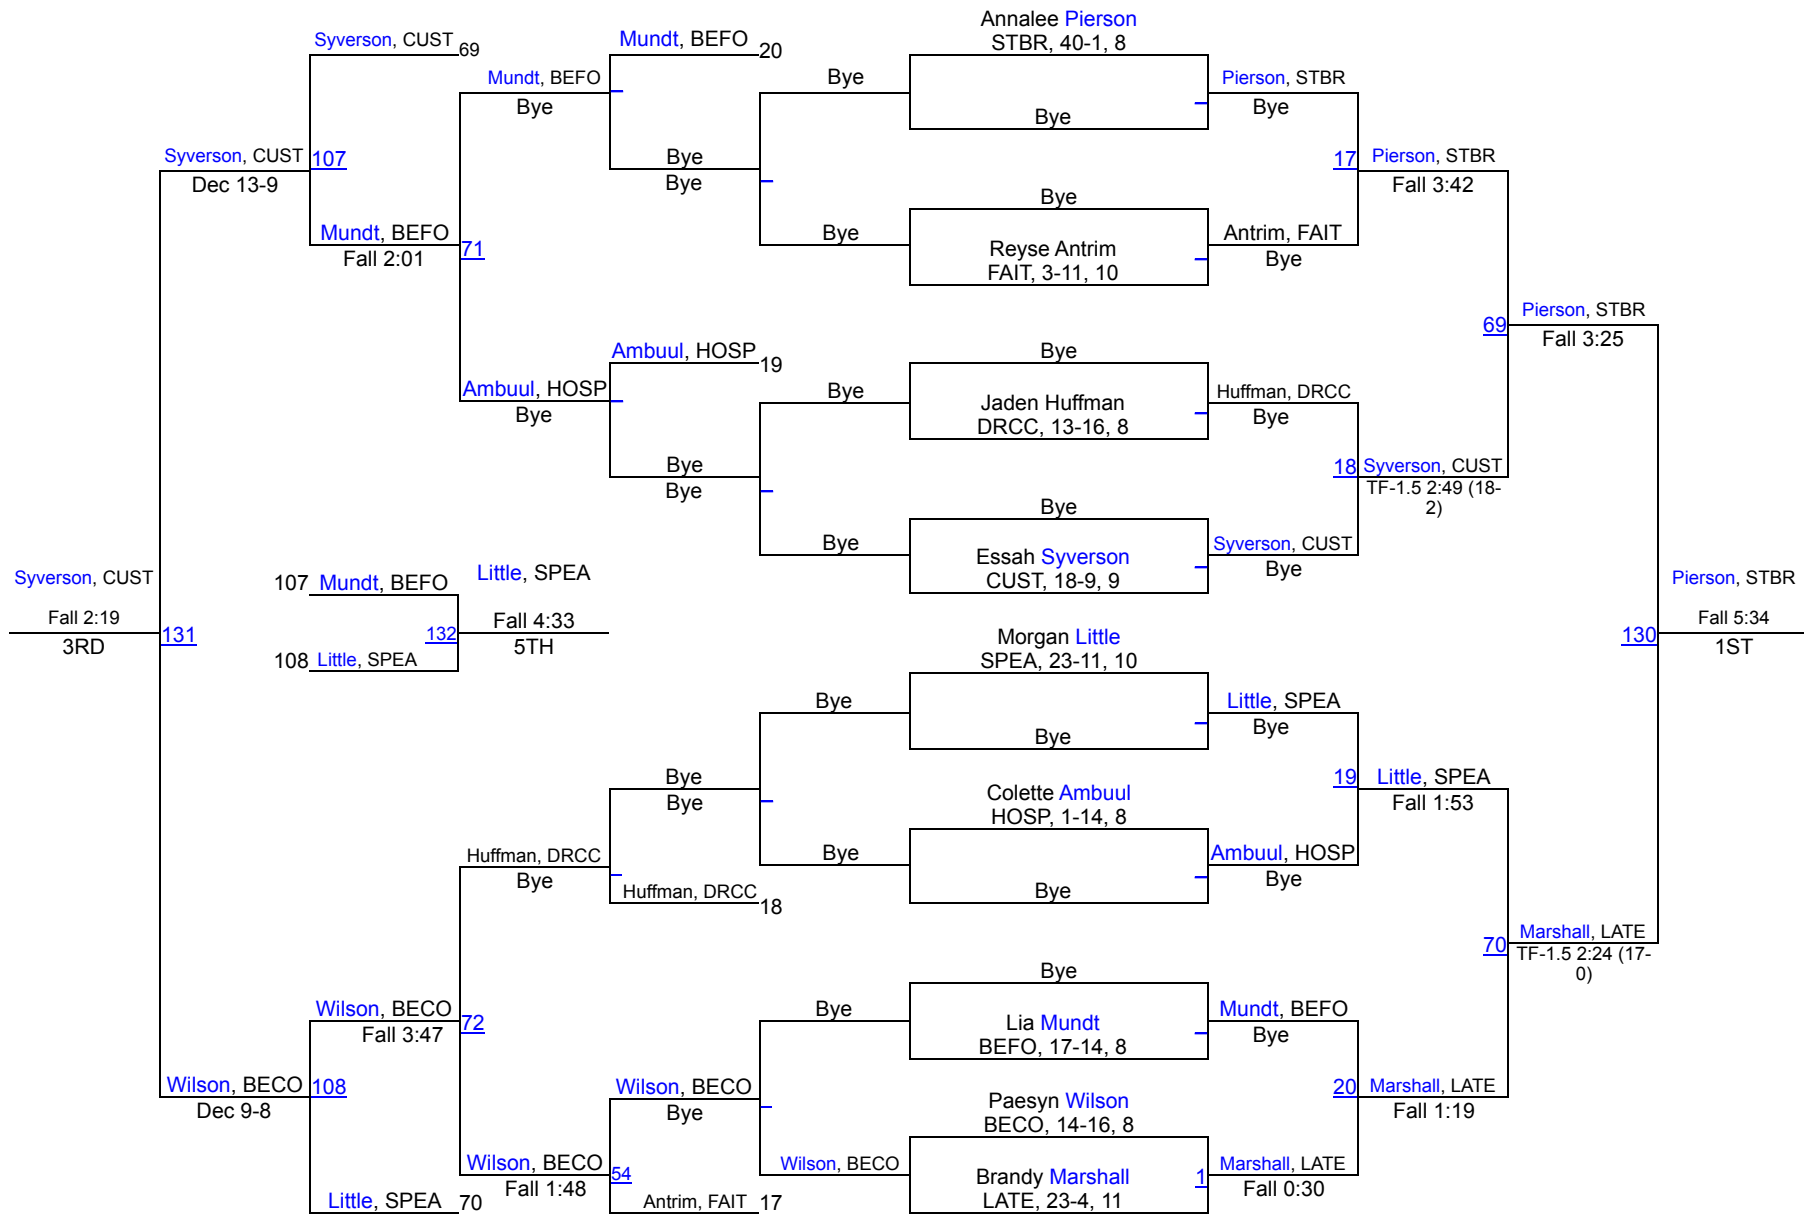 Annalee Pierson
STBR, 40-1, 8
Syverson, CUST 69
Mundt, BEFO 20
Mundt, BEFO
Bye
Bye
Pierson, STBR
Bye
Bye
Syverson, CUST 107
Dec 13-9
Bye
Bye
17 Pierson, STBR
Fall 3:42
Bye
Mundt, BEFO
Fall 2:01
71
Bye
Reyse Antrim
FAIT, 3-11, 10
Antrim, FAIT
Bye
Pierson, STBR
69
Fall 3:25
Ambuul, HOSP 19
Bye
Ambuul, HOSP
Bye
Bye
Jaden Huffman
DRCC, 13-16, 8
Huffman, DRCC
Bye
Bye
Bye
18 Syverson, CUST
TF-1.5 2:49 (18-
2)
Bye
Bye
Essah Syverson
CUST, 18-9, 9
Syverson, CUST
Bye
Syverson, CUST
Fall 2:19
3RD
131
107 Mundt, BEFO
Little, SPEA
132
Fall 4:33
5TH
108 Little, SPEA
Pierson, STBR
Fall 5:34
130
1ST
Morgan Little
SPEA, 23-11, 10
Bye
Little, SPEA
Bye
Bye
Bye
Bye
19 Little, SPEA
Fall 1:53
Colette Ambuul
HOSP, 1-14, 8
Huffman, DRCC
Bye
Bye
Ambuul, HOSP
Bye
Bye
Huffman, DRCC
18
70
Marshall, LATE
TF-1.5 2:24 (17-
0)
Bye
Wilson, BECO
Fall 3:47
72
Bye
Lia Mundt
BEFO, 17-14, 8
Mundt, BEFO
Bye
Wilson, BECO 108
Dec 9-8
Wilson, BECO
Bye
Paesyn Wilson
BECO, 14-16, 8
20 Marshall, LATE
Fall 1:19
Wilson, BECO
Fall 1:48
54
Wilson, BECO
Brandy Marshall
LATE, 23-4, 11
1
Marshall, LATE
Fall 0:30
Little, SPEA 70
Antrim, FAIT 17